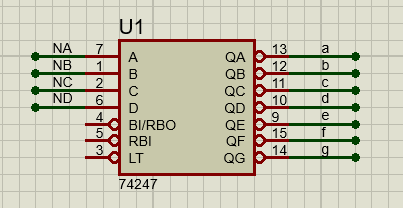 U1
NA 7 A QA 13 a
NB 1 B QB 12 b
NC 2 C QC 11 c
ND 6 D QD 10 d
4 BI/RBO QE 9 e
5 RBI QF 15 f
3 LT QG 14 g
74247